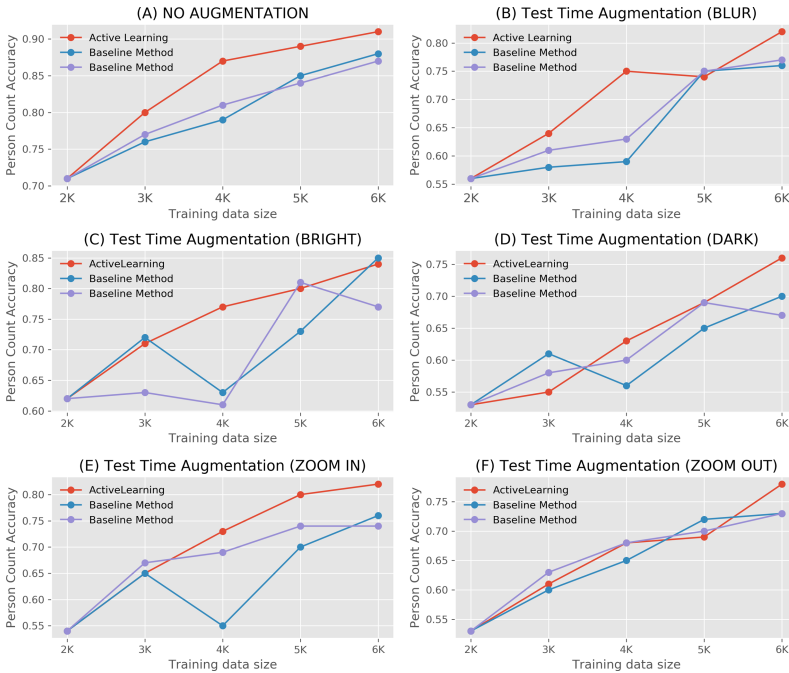 (A) NO AUGMENTATION
Person Count Accuracy
0.90
0.85
0.80
0.75
0.70
Active Learning
Baseline Method
Baseline Method
2K 3K 4K 5K 6K
Training data size
(B) Test Time Augmentation (BLUR)
Person Count Accuracy
0.80
0.75
0.70
0.65
0.60
0.55
Active Learning
Baseline Method
Baseline Method
2K 3K 4K 5K 6K
Training data size
(C) Test Time Augmentation (BRIGHT)
Person Count Accuracy
0.85
0.80
0.75
0.70
0.65
0.60
ActiveLearning
Baseline Method
Baseline Method
2K 3K 4K 5K 6K
Training data size
(D) Test Time Augmentation (DARK)
Person Count Accuracy
0.75
0.70
0.65
0.60
0.55
ActiveLearning
Baseline Method
Baseline Method
2K 3K 4K 5K 6K
Training data size
(E) Test Time Augmentation (ZOOM IN)
Person Count Accuracy
0.80
0.75
0.70
0.65
0.60
0.55
ActiveLearning
Baseline Method
Baseline Method
2K 3K 4K 5K 6K
Training data size
(F) Test Time Augmentation (ZOOM OUT)
Person Count Accuracy
0.75
0.70
0.65
0.60
0.55
ActiveLearning
Baseline Method
Baseline Method
2K 3K 4K 5K 6K
Training data size